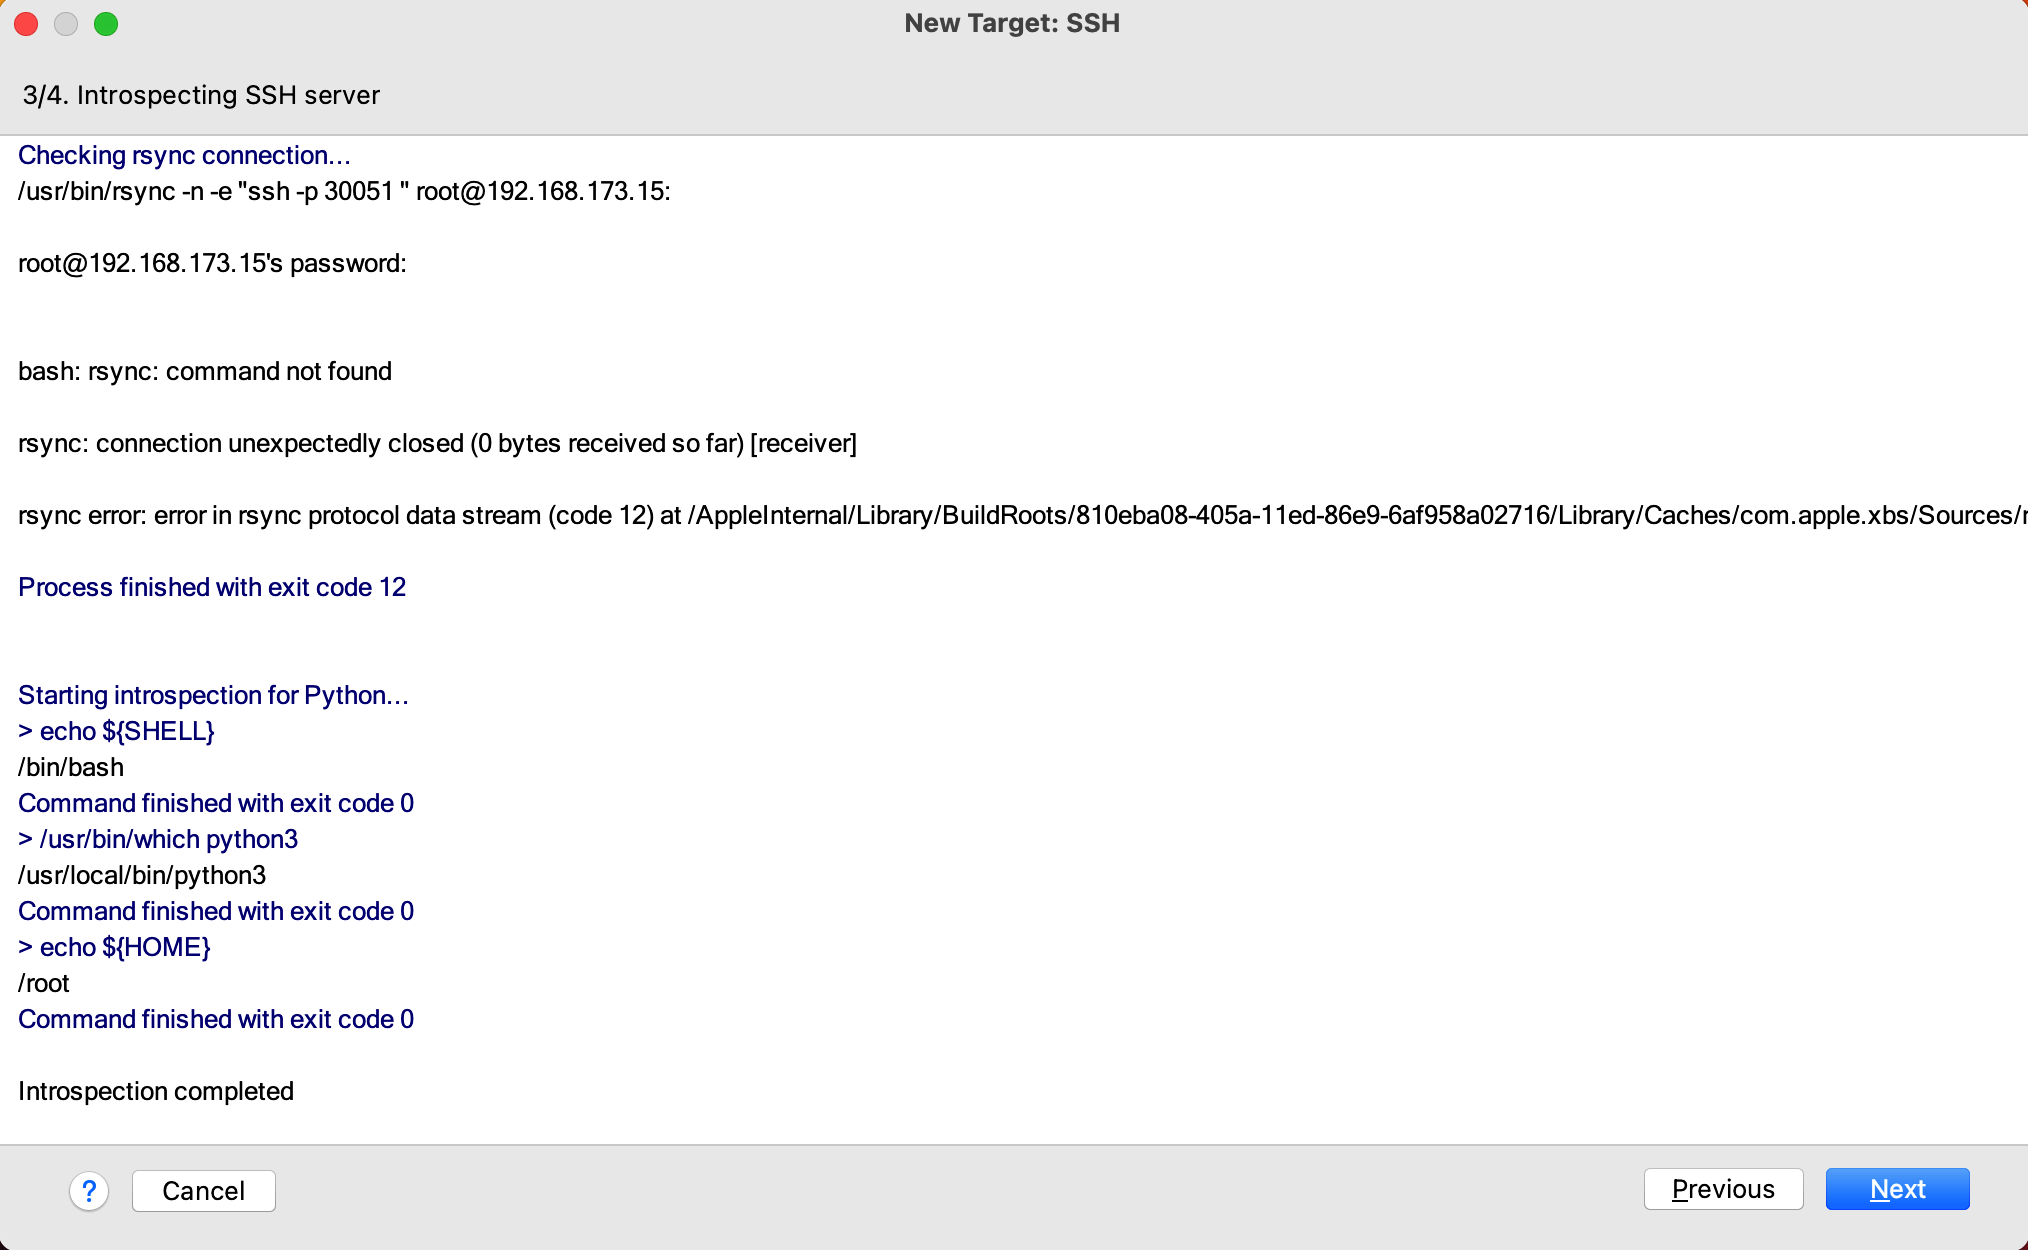 New Target: SSH
3/4. Introspecting SSH server
Checking rsync connection...
/usr/bin/rsync -n -e "ssh -p 30051 " root@192.168.173.15:
root@192.168.173.15's password:
bash: rsync: command not found
rsync: connection unexpectedly closed (0 bytes received so far) [receiver]
rsync error: error in rsync protocol data stream (code 12) at /AppleInternal/Library/BuildRoots/810eba08-405a-11ed-86e9-6af958a02716/Library/Caches/com.apple.xbs/Sources/
Process finished with exit code 12
Starting introspection for Python...
> echo ${SHELL}
/bin/bash
Command finished with exit code 0
> /usr/bin/which python3
/usr/local/bin/python3
Command finished with exit code 0
> echo ${HOME}
/root
Command finished with exit code 0
Introspection completed
? Cancel Previous Next